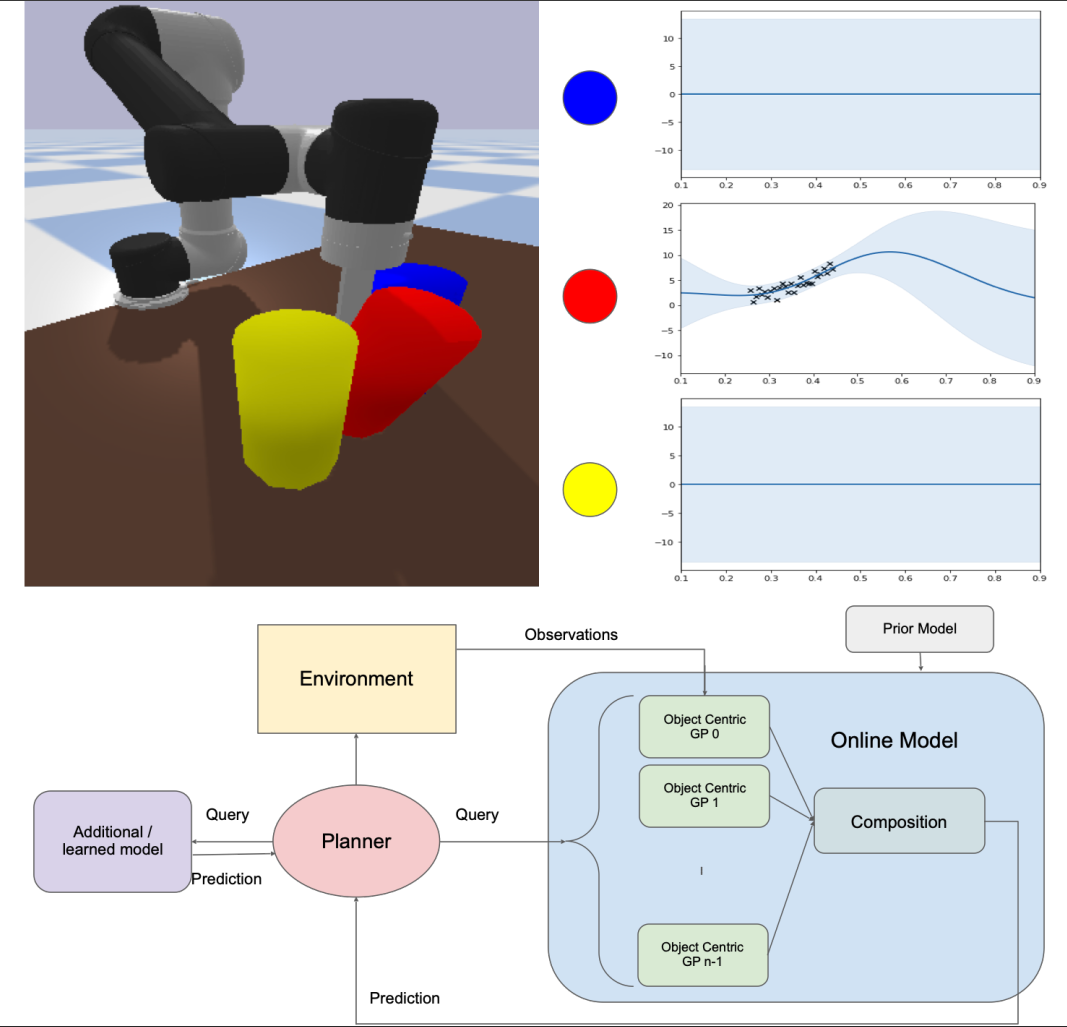 10
5
0
−5
−10
0.1 0.2 0.3 0.4 0.5 0.6 0.7 0.8 0.9
20
15
10
5
0
−5
−10
0.1 0.2 0.3 0.4 0.5 0.6 0.7 0.8 0.9
10
5
0
−5
−10
0.1 0.2 0.3 0.4 0.5 0.6 0.7 0.8 0.9
Prior Model
Observations
Environment
Object Centric
GP 0
Online Model
Object Centric
GP 1
Query
Query
Additional /
learned model
Planner
Composition
Prediction
Object Centric
GP n-1
Prediction